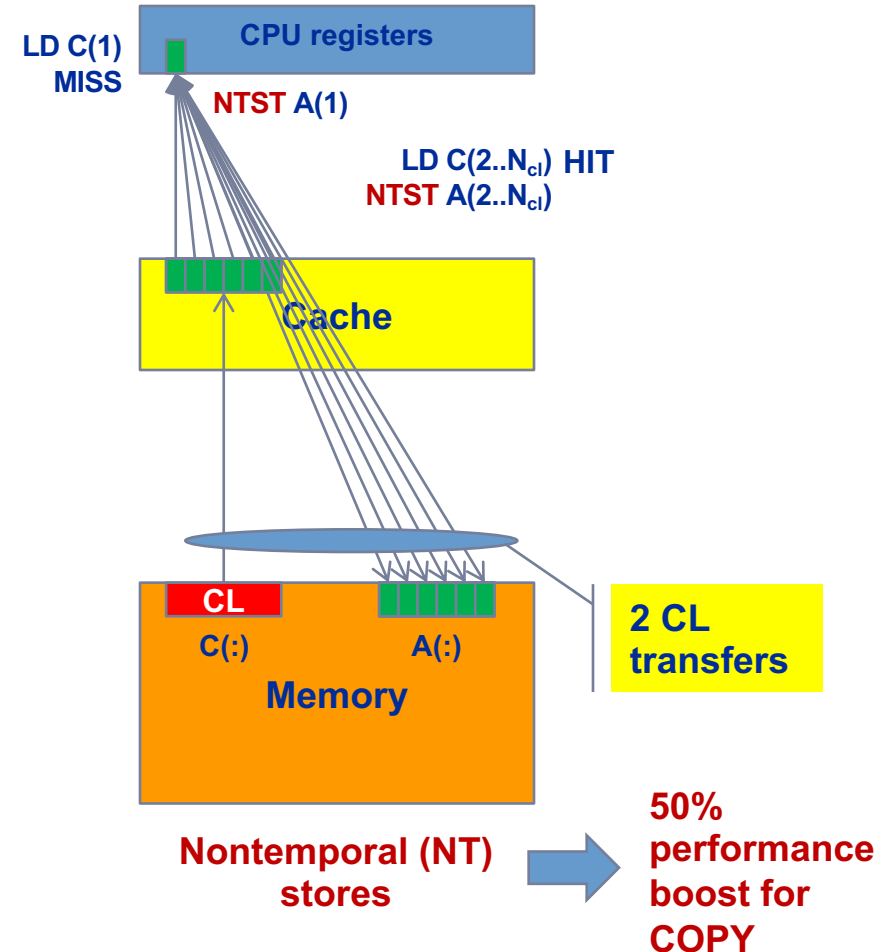 CPU registers
LD C(1)
MISS
NTST A(1)
LD C(2..Ncl) HIT
NTST A(2..Ncl)
Cache
CL
C(:)
A(:)
Memory
2 CL
transfers
Nontemporal (NT)
stores
50%
performance
boost for
COPY